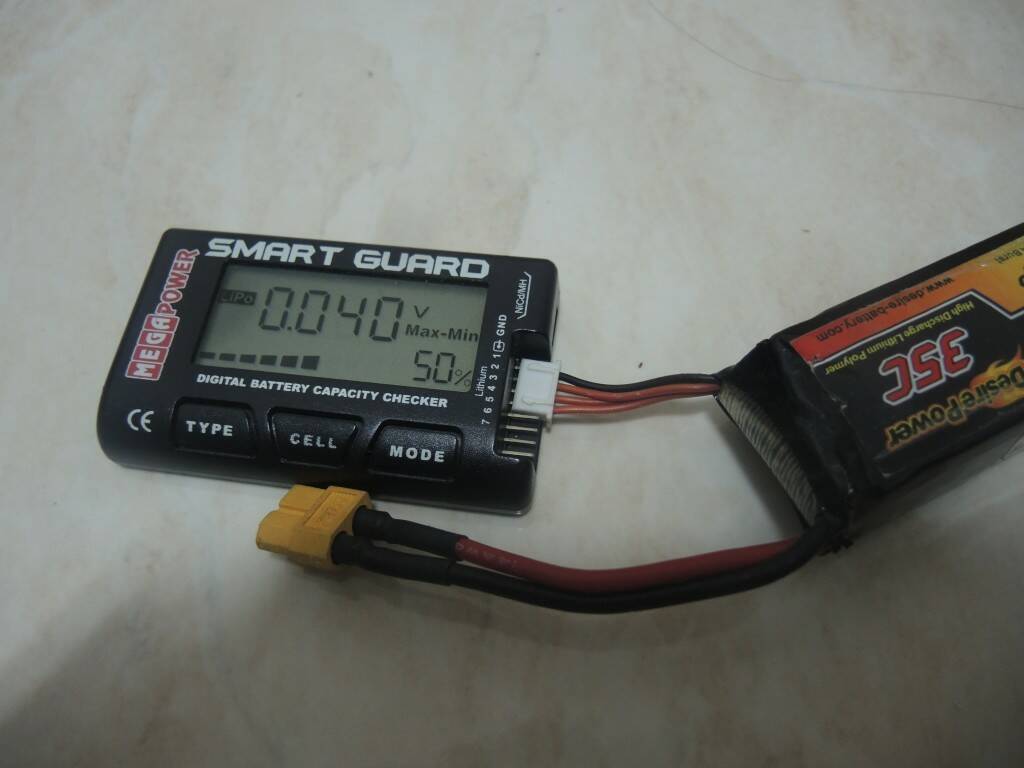 SMART GUARD
MEGAPOWER
LiPo 0.040 V
Max-Min
50%
DIGITAL BATTERY CAPACITY CHECKER
CE
TYPE
CELL
MODE
NiCd/MH
GND
Lithium
7 6 5 4 3 2 1
Burst
www.desire-battery.com
High Discharge Lithium Polymer
35C
Desire Power